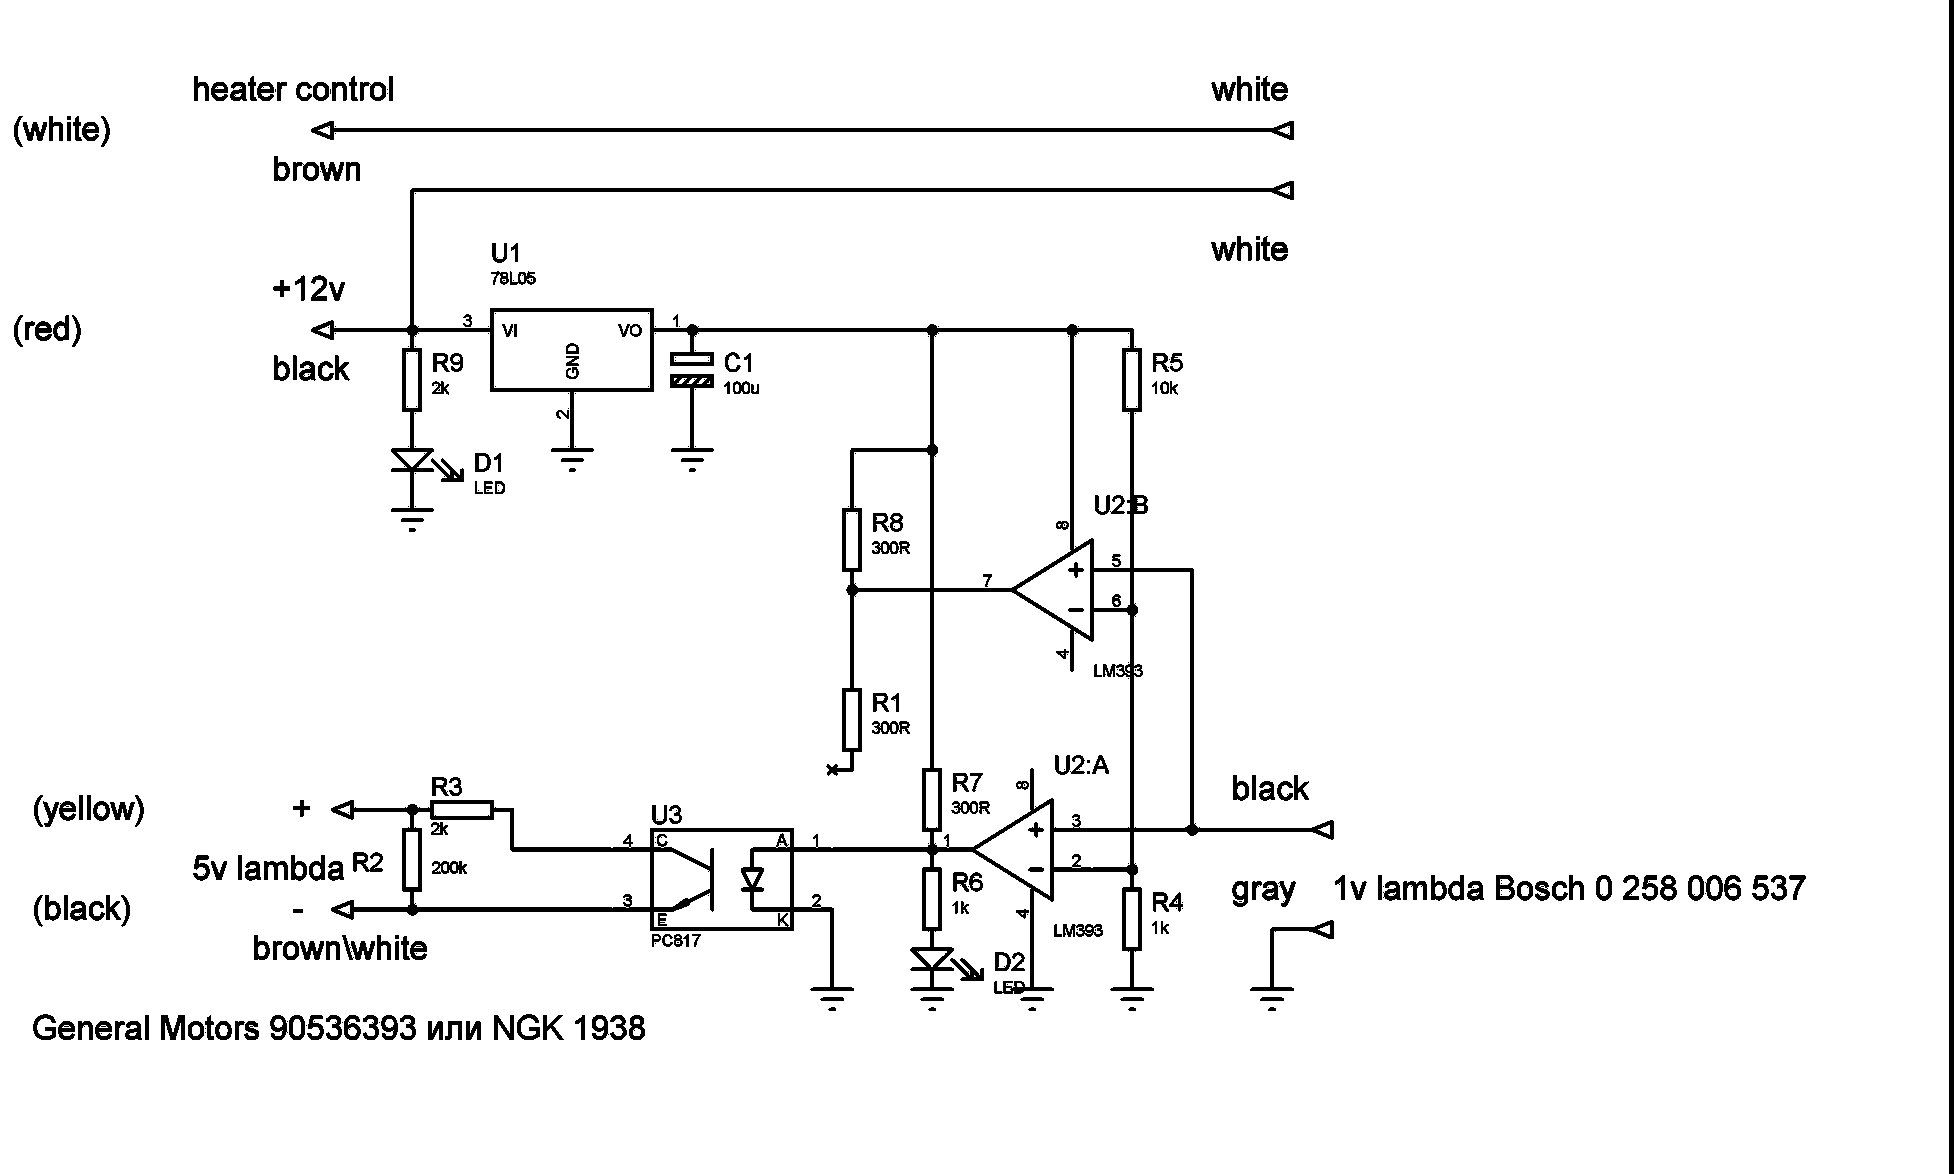 heater control
white
(white)
brown
white
U1
78L05
+12v
(red)
3
VI
VO
1
GND
2
black
R9
2k
C1
100u
R5
10k
D1
LED
U2:B
8
R8
300R
5
+
7
6
−
4
LM393
R1
300R
U2:A
8
R7
300R
black
(yellow)
+
R3
2k
U3
4
C
A
1
1
+
3
−
2
5v lambda
R2
200k
R6
1k
gray
1v lambda Bosch 0 258 006 537
(black)
-
3
E
K
2
4
LM393
R4
1k
PC817
brown\white
D2
LED
General Motors 90536393 или NGK 1938